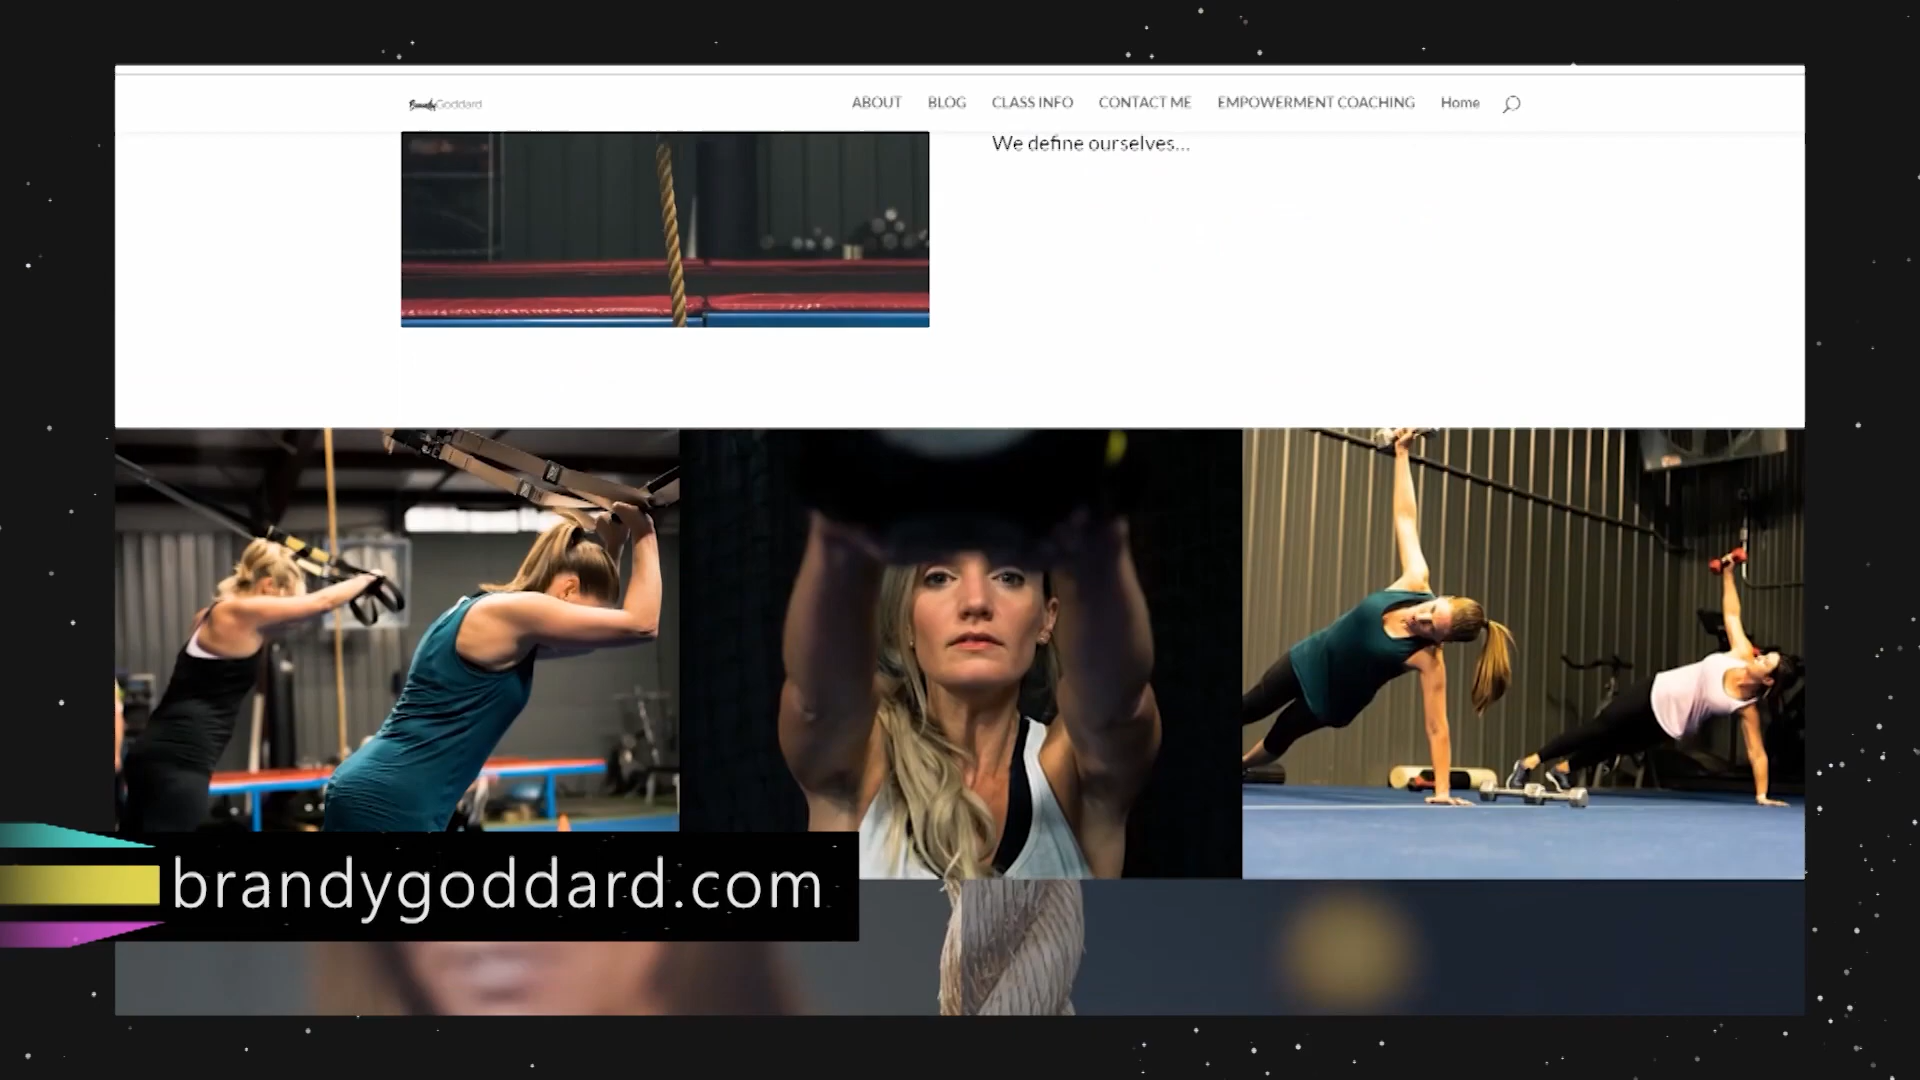 BrandyGoddard
ABOUT BLOG CLASS INFO CONTACT ME EMPOWERMENT COACHING Home
We define ourselves...
brandygoddard.com